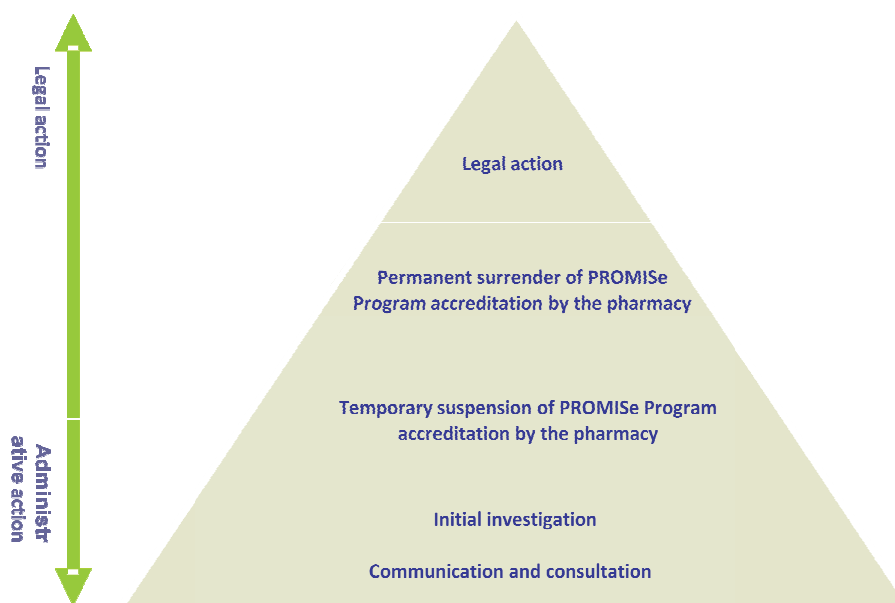 Legal action
Legal action
Permanent surrender of PROMISe
Program accreditation by the pharmacy
Temporary suspension of PROMISe Program
accreditation by the pharmacy
Administr
ative action
Initial investigation
Communication and consultation